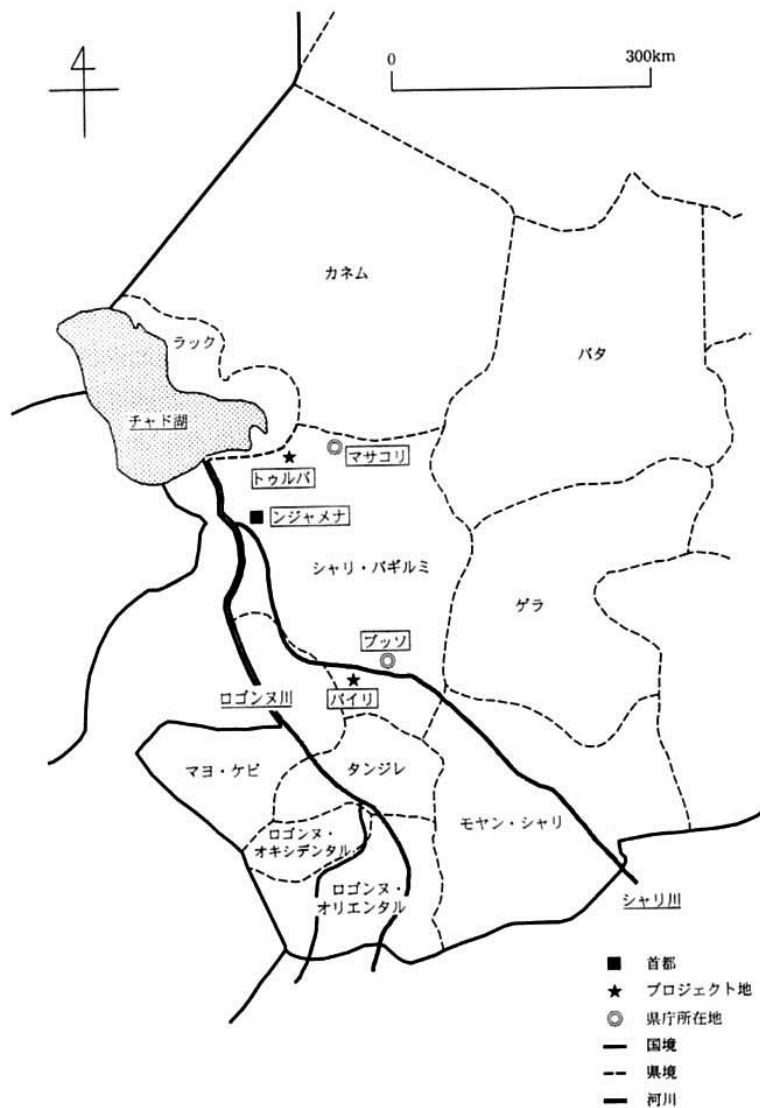 0
300km
カネム
ラック
バタ
チャド湖
マサコリ
トゥルバ
ンジャメナ
シャリ・バギルミ
ゲラ
ブッソ
ロゴンヌ川
バイリ
マヨ・ケビ
タンジレ
モヤン・シャリ
ロゴンヌ・
オキシデンタル
ロゴンヌ・
オリエンタル
シャリ川
首都
プロジェクト地
県庁所在地
国境
県境
河川